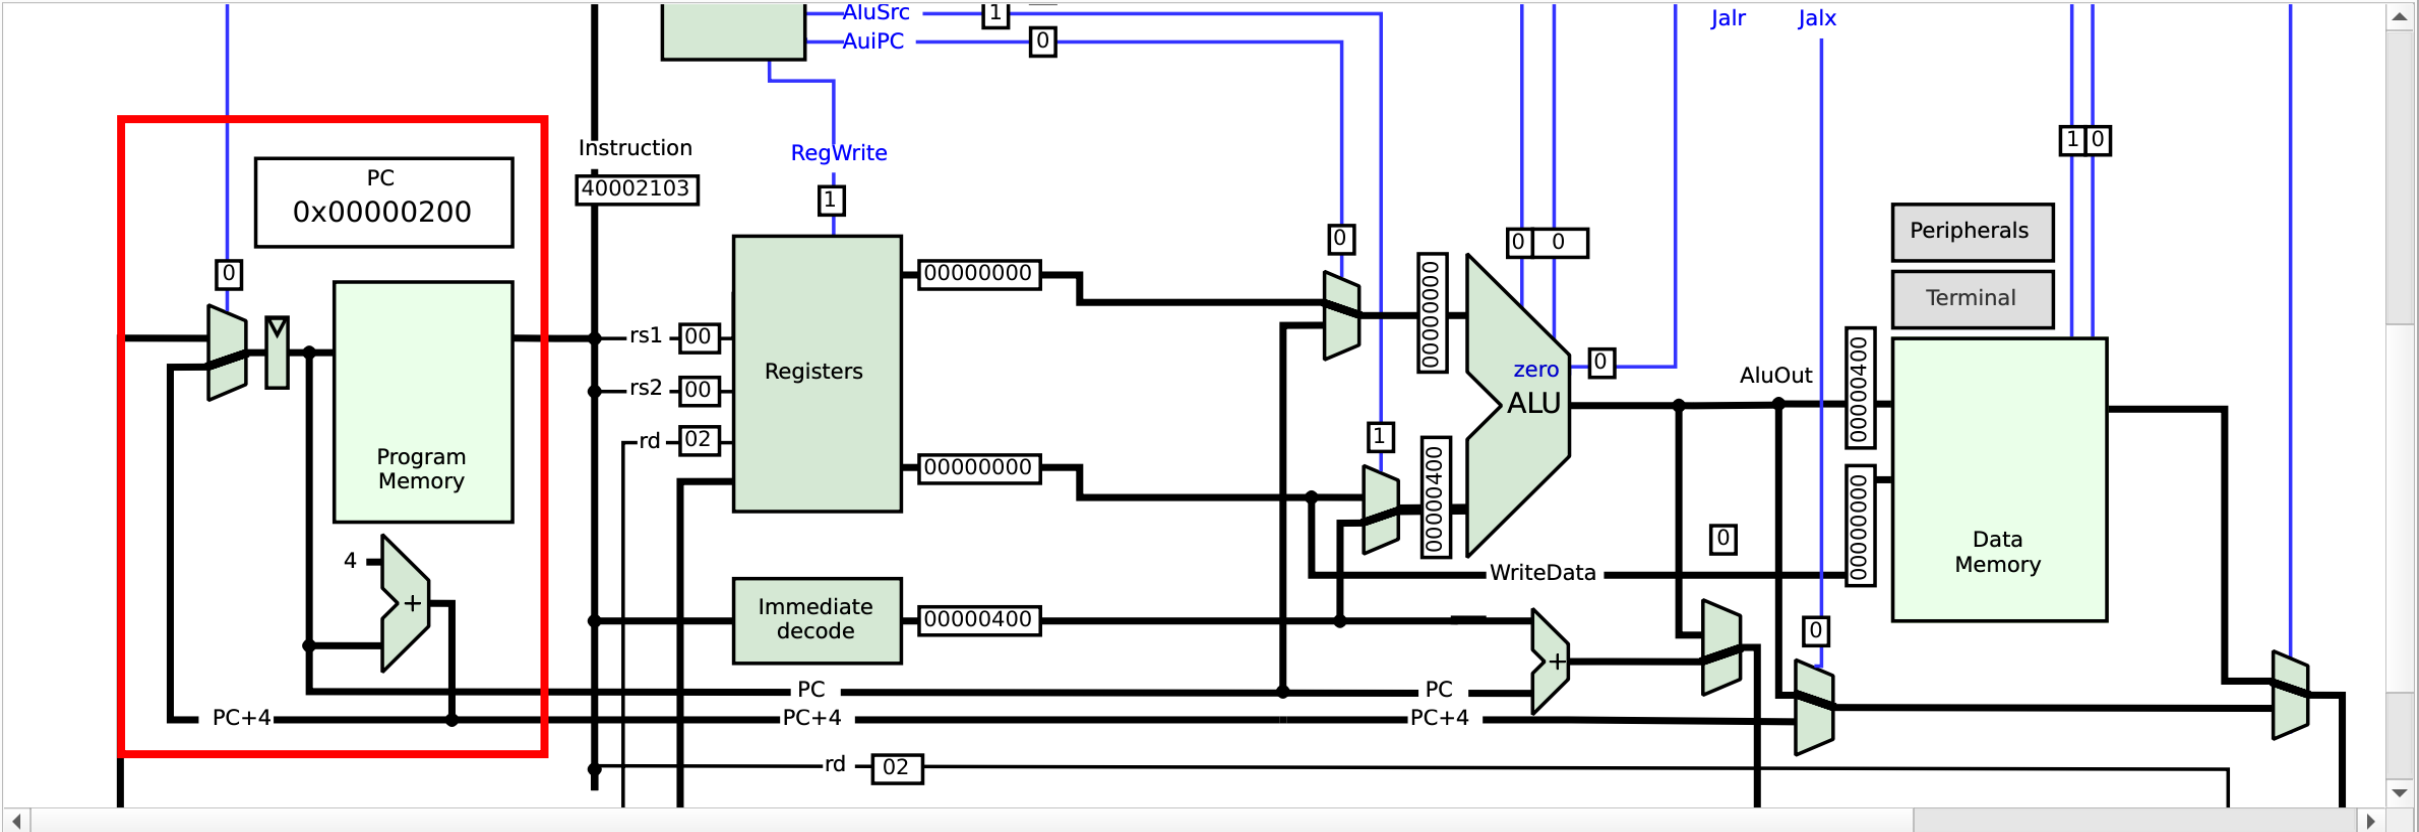 AluSrc 1
AuiPC 0
Jalr
Jalx
1 0
Instruction
40002103
RegWrite
1
PC
0x00000200
0
Program
Memory
4
+
PC+4
rs1 00
rs2 00
rd 02
Registers
00000000
00000000
Immediate
decode
00000400
0
1
00000000
00000400
0 0
zero
ALU
0
AluOut
00000400
00000000
Peripherals
Terminal
Data
Memory
WriteData
0
0
+
PC
PC
PC+4
PC+4
rd 02